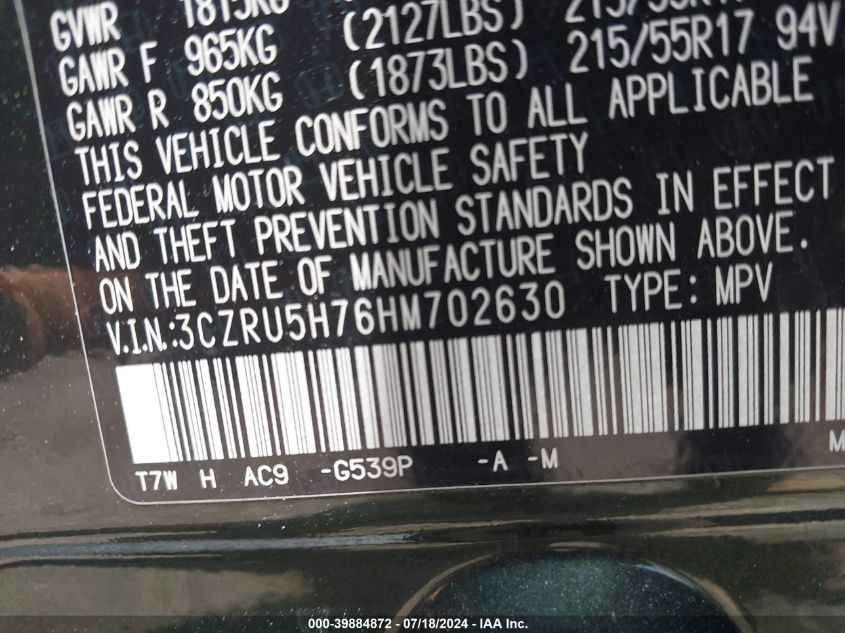 GVWR 1815KG
GAWR F 965KG (2127LBS) 215/55R17 94V
GAWR R 850KG (1873LBS) 215/55R17 94V
THIS VEHICLE CONFORMS TO ALL APPLICABLE
FEDERAL MOTOR VEHICLE SAFETY
AND THEFT PREVENTION STANDARDS IN EFFECT
ON THE DATE OF MANUFACTURE SHOWN ABOVE.
V.I.N.:3CZRU5H76HM702630 TYPE: MPV
T7W H AC9 -G539P -A -M M
000-39884872 - 07/18/2024 - IAA Inc.